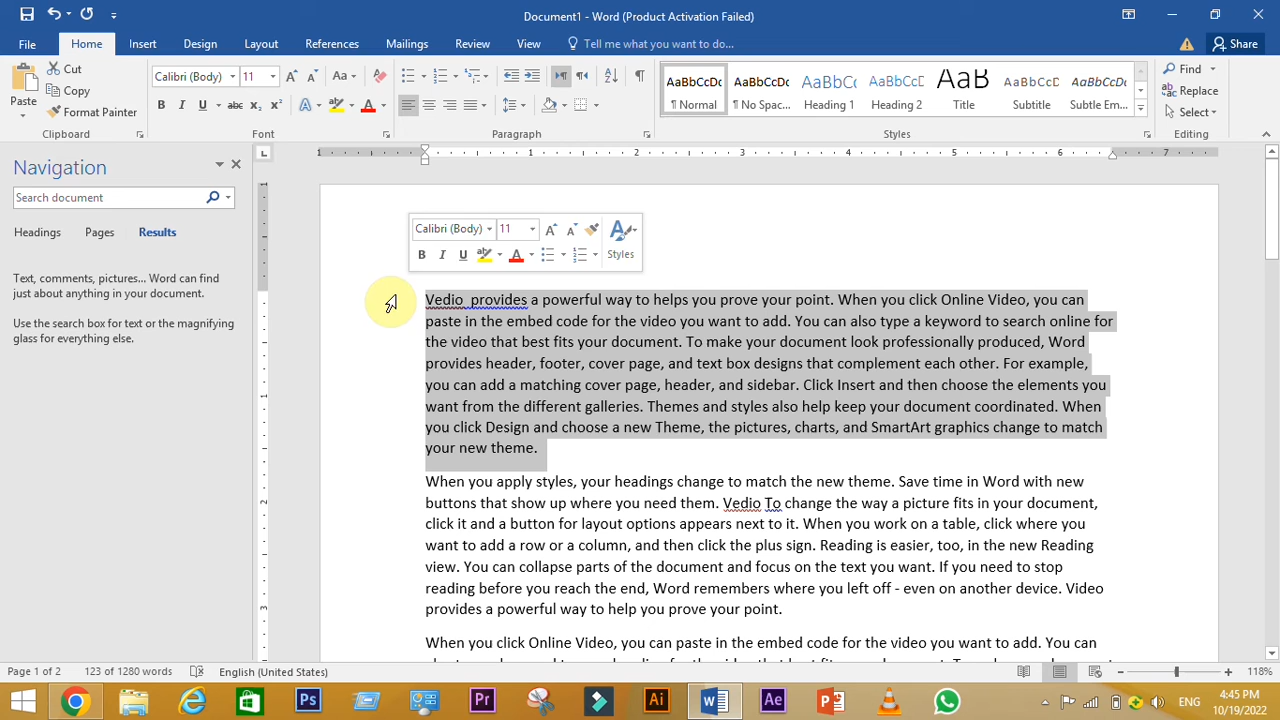 Document1 - Word (Product Activation Failed)
File Home Insert Design Layout References Mailings Review View Tell me what you want to do... Share
Paste
Cut
Copy
Format Painter
Clipboard
Calibri (Body) 11
Font
Paragraph
AaBbCcDc AaBbCcDc AaBbCc AaBbCcD AaB AaBbCcD AaBbCcDc
¶ Normal ¶ No Spac... Heading 1 Heading 2 Title Subtitle Subtle Em...
Styles
Find
Replace
Select
Editing
Navigation
Search document
Headings Pages Results
Text, comments, pictures... Word can find
just about anything in your document.
Use the search box for text or the magnifying
glass for everything else.
1 1 2 3 4 5 6 7
Calibri (Body) 11
Styles
Vedio  provides a powerful way to helps you prove your point. When you click Online Video, you can
paste in the embed code for the video you want to add. You can also type a keyword to search online for
the video that best fits your document. To make your document look professionally produced, Word
provides header, footer, cover page, and text box designs that complement each other. For example,
you can add a matching cover page, header, and sidebar. Click Insert and then choose the elements you
want from the different galleries. Themes and styles also help keep your document coordinated. When
you click Design and choose a new Theme, the pictures, charts, and SmartArt graphics change to match
your new theme.
When you apply styles, your headings change to match the new theme. Save time in Word with new
buttons that show up where you need them. Vedio To change the way a picture fits in your document,
click it and a button for layout options appears next to it. When you work on a table, click where you
want to add a row or a column, and then click the plus sign. Reading is easier, too, in the new Reading
view. You can collapse parts of the document and focus on the text you want. If you need to stop
reading before you reach the end, Word remembers where you left off - even on another device. Video
provides a powerful way to help you prove your point.
When you click Online Video, you can paste in the embed code for the video you want to add. You can
Page 1 of 2 123 of 1280 words English (United States) 118%
ENG
4:45 PM
10/19/2022